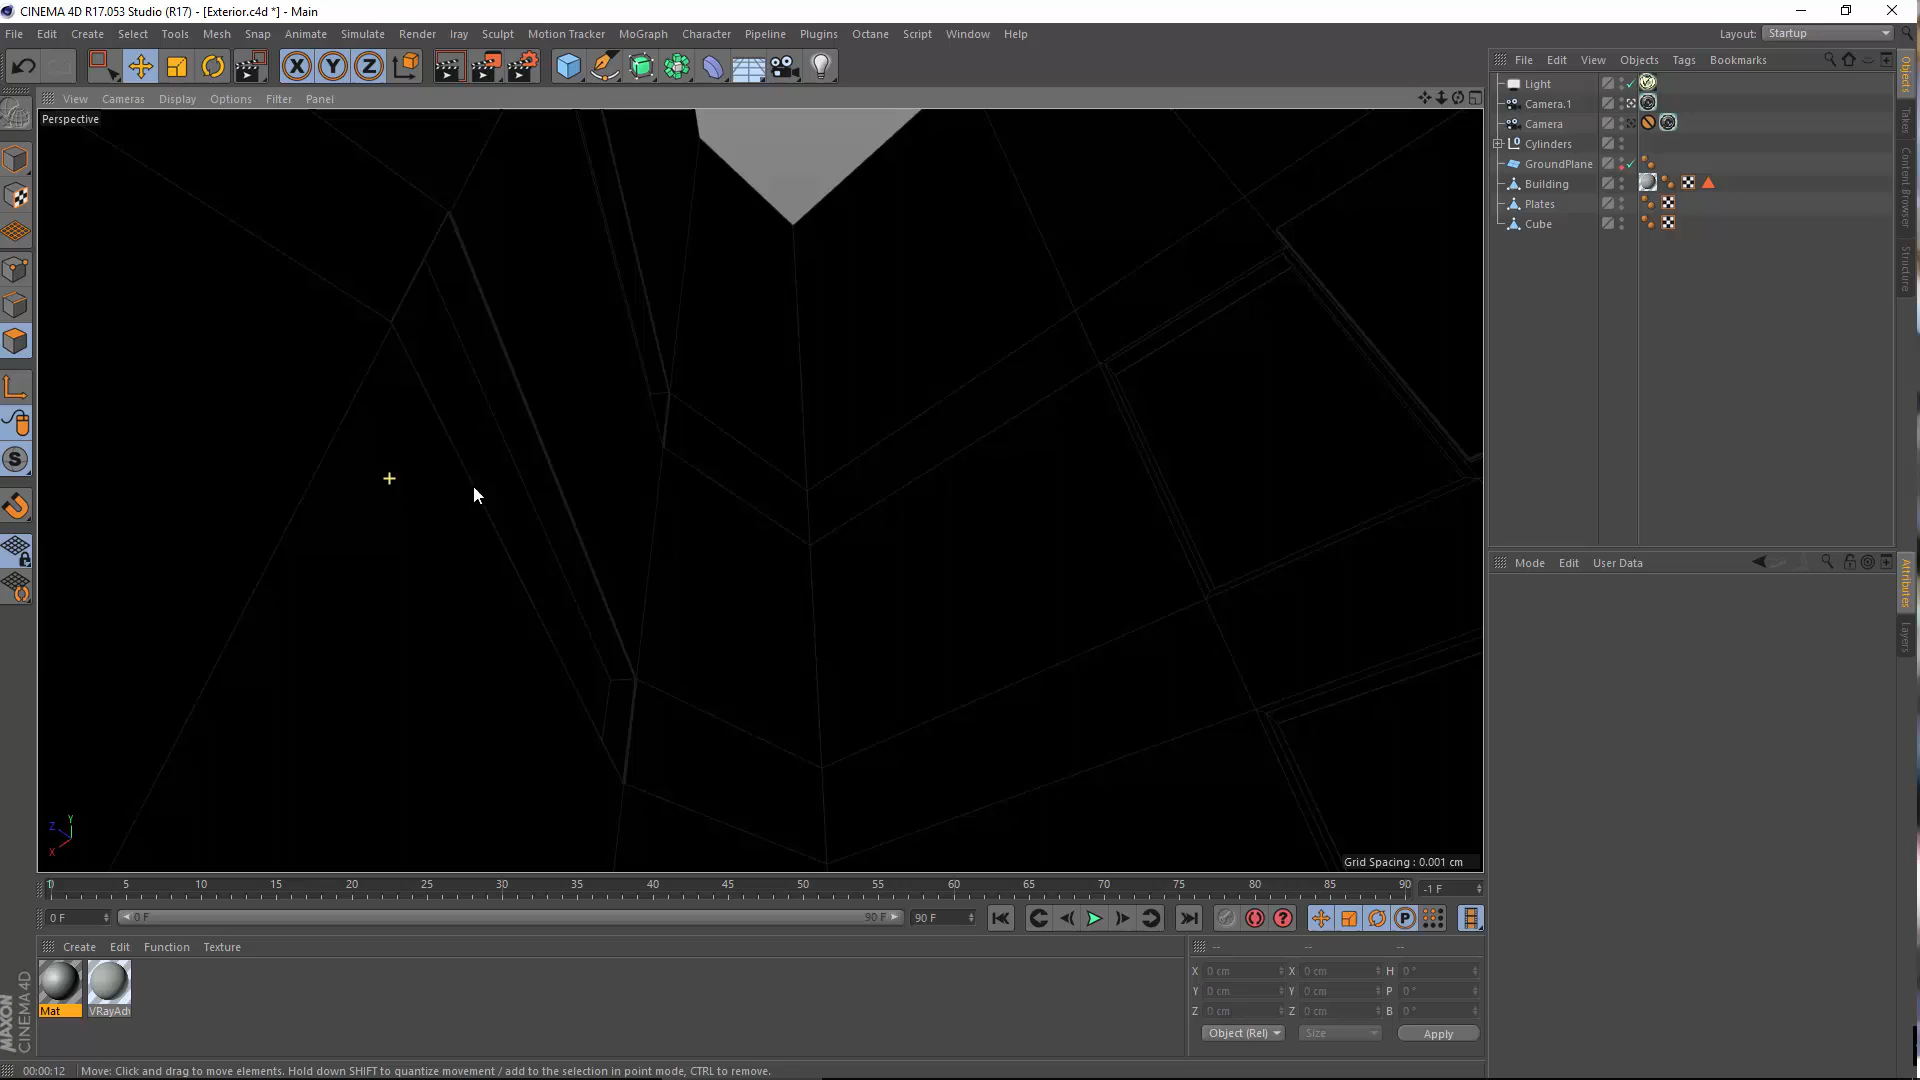 CINEMA 4D R17.053 Studio (R17) - [Exterior.c4d *] - Main
File Edit Create Select Tools Mesh Snap Animate Simulate Render Iray Sculpt Motion Tracker MoGraph Character Pipeline Plugins Octane Script Window Help
Layout: Startup
X Y Z
File Edit View Objects Tags Bookmarks
View Cameras Display Options Filter Panel
Perspective
Light
Camera.1
Camera
Cylinders
GroundPlane
Building
Plates
Cube
Objects
Takes
Content Browser
Structure
Mode Edit User Data
Attributes
Layers
Y
Z
X
Grid Spacing : 0.001 cm
0 5 10 15 20 25 30 35 40 45 50 55 60 65 70 75 80 85 90 -1 F
0 F 0 F 90 F 90 F
Create Edit Function Texture
-- -- --
X 0 cm X 0 cm H 0 °
Y 0 cm Y 0 cm P 0 °
Z 0 cm Z 0 cm B 0 °
Object (Rel) Size Apply
Mat VRayAdv
MAXON
CINEMA 4D
00:00:12 Move: Click and drag to move elements. Hold down SHIFT to quantize movement / add to the selection in point mode, CTRL to remove.